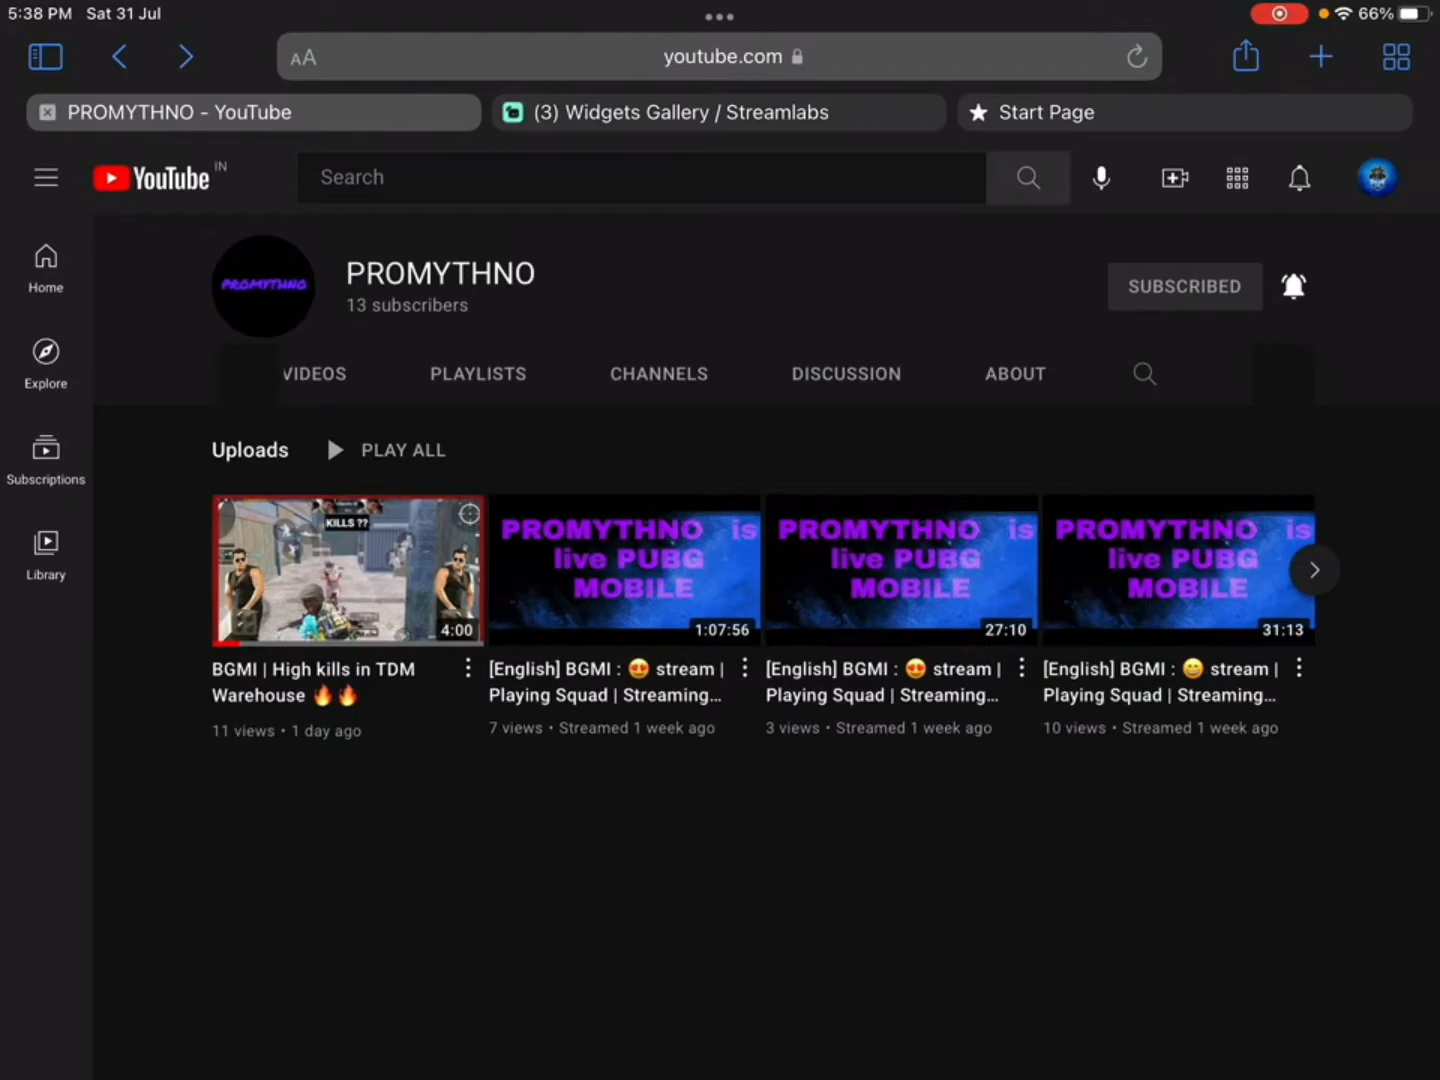 5:38 PM Sat 31 Jul
66%
AA youtube.com
PROMYTHNO - YouTube
(3) Widgets Gallery / Streamlabs
Start Page
YouTube IN
Search
Home
Explore
Subscriptions
Library
PROMYTHNO
PROMYTHNO
13 subscribers
SUBSCRIBED
VIDEOS PLAYLISTS CHANNELS DISCUSSION ABOUT
Uploads PLAY ALL
KILLS ??
4:00
BGMI | High kills in TDM
Warehouse 🔥🔥
11 views • 1 day ago
PROMYTHNO is
live PUBG
MOBILE
1:07:56
[English] BGMI : 😍 stream |
Playing Squad | Streaming...
7 views • Streamed 1 week ago
PROMYTHNO is
live PUBG
MOBILE
27:10
[English] BGMI : 😍 stream |
Playing Squad | Streaming...
3 views • Streamed 1 week ago
PROMYTHNO is
live PUBG
MOBILE
31:13
[English] BGMI : 😊 stream |
Playing Squad | Streaming...
10 views • Streamed 1 week ago